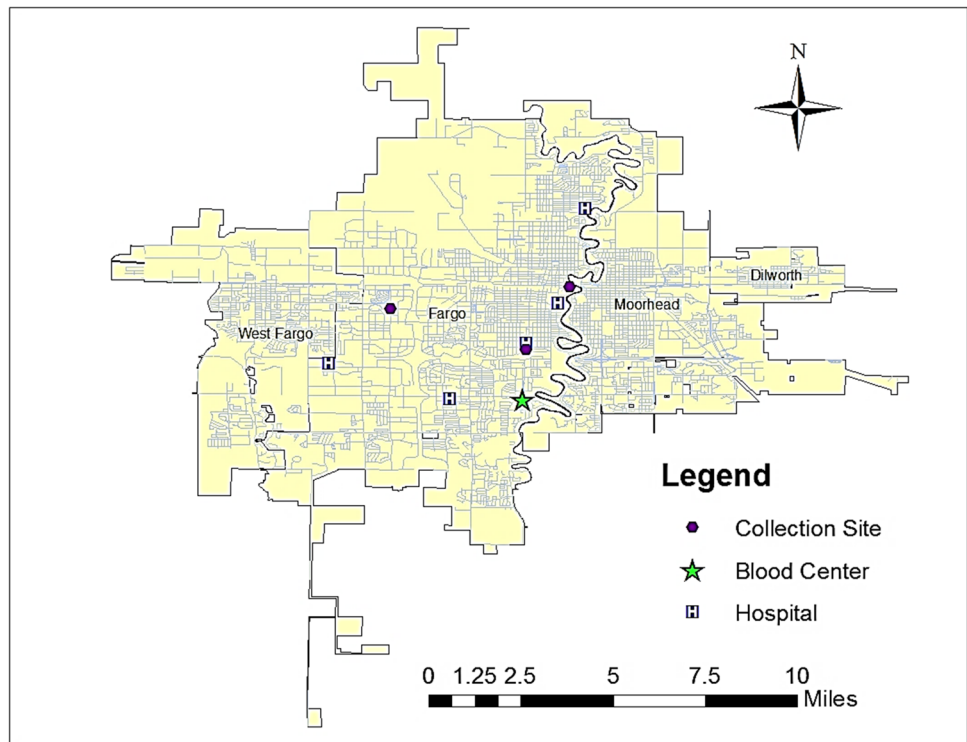 N
Dilworth
Moorhead
Fargo
West Fargo
H
H
H
H
H
Legend
Collection Site
Blood Center
H Hospital
0 1.25 2.5 5 7.5 10
Miles